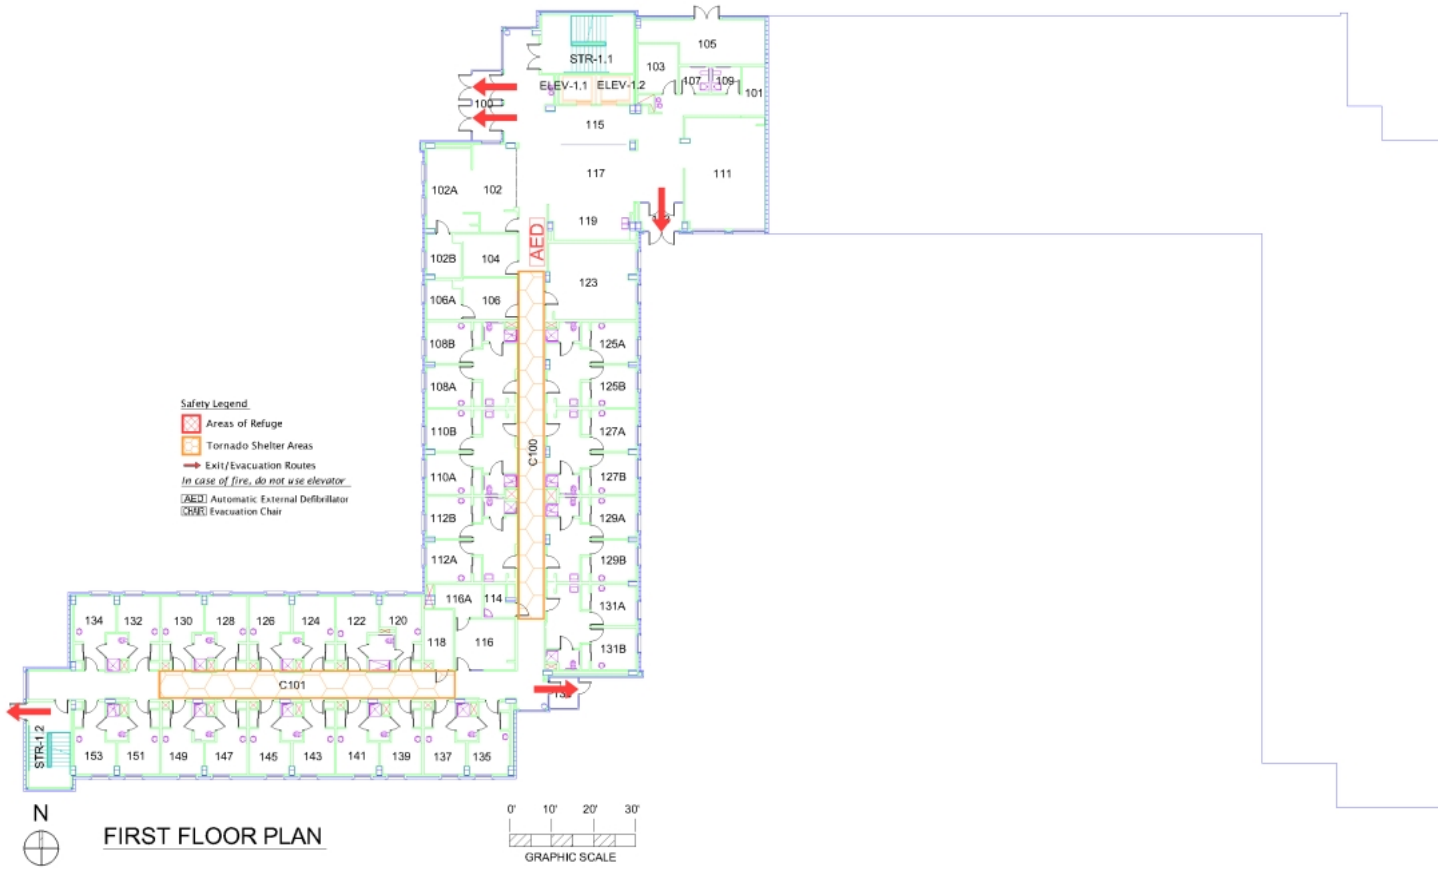 105
STR-1.1
103
107 109
101
ELEV-1.1 ELEV-1.2
100
115
117
111
102A 102
119
AED
102B 104
123
106A 106
108B 125A
108A 125B
110B 127A
C100
110A 127B
112B 129A
112A 129B
116A 114 131A
134 132 130 128 126 124 122 120
118 116 131B
C101
STR-1.2
153 151 149 147 145 143 141 139 137 135
Safety Legend
Areas of Refuge
Tornado Shelter Areas
Exit/Evacuation Routes
In case of fire, do not use elevator
AED Automatic External Defibrillator
CHAIR Evacuation Chair
N
FIRST FLOOR PLAN
0' 10' 20' 30'
GRAPHIC SCALE